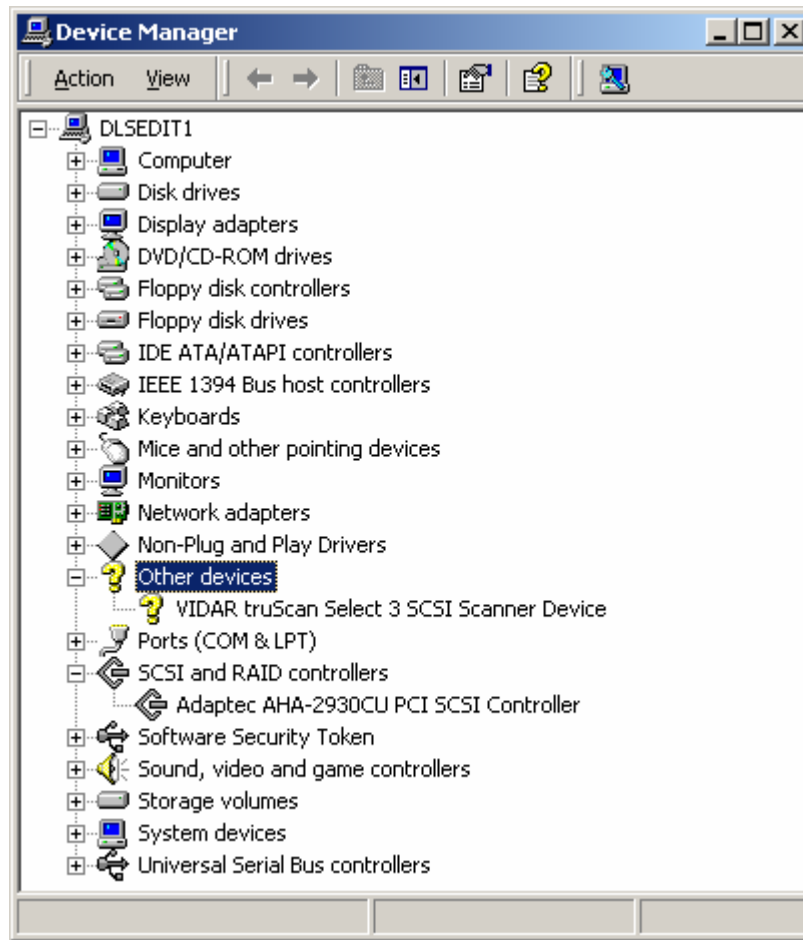 Device Manager
Action View
DLSEDIT1
Computer
Disk drives
Display adapters
DVD/CD-ROM drives
Floppy disk controllers
Floppy disk drives
IDE ATA/ATAPI controllers
IEEE 1394 Bus host controllers
Keyboards
Mice and other pointing devices
Monitors
Network adapters
Non-Plug and Play Drivers
Other devices
VIDAR truScan Select 3 SCSI Scanner Device
Ports (COM & LPT)
SCSI and RAID controllers
Adaptec AHA-2930CU PCI SCSI Controller
Software Security Token
Sound, video and game controllers
Storage volumes
System devices
Universal Serial Bus controllers